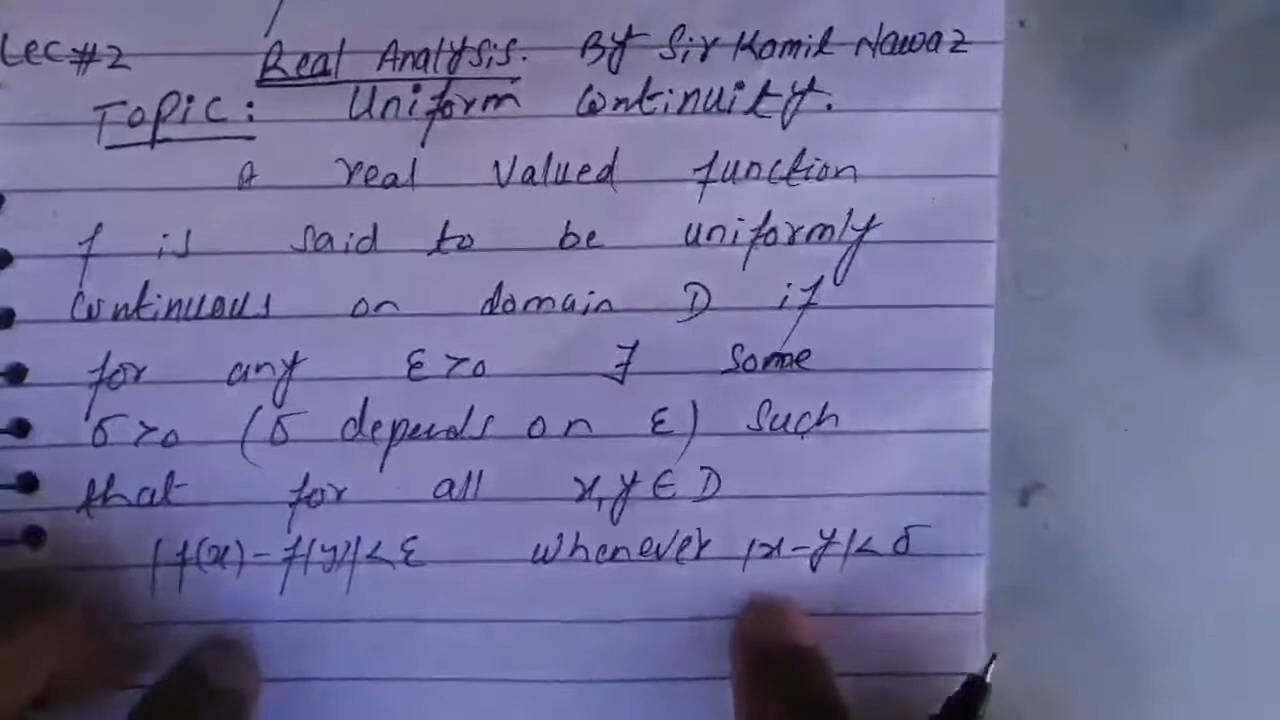 Lec#2 Real Analysis. By Sir Komil Nawaz
Topic: Uniform Continuity.
A real valued function
f is said to be uniformly
continuous on domain D if
for any ε>0 ∃ some
δ>0 (δ depends on ε) such
that for all x,y∈D
|f(x)-f(y)|<ε whenever |x-y|<δ